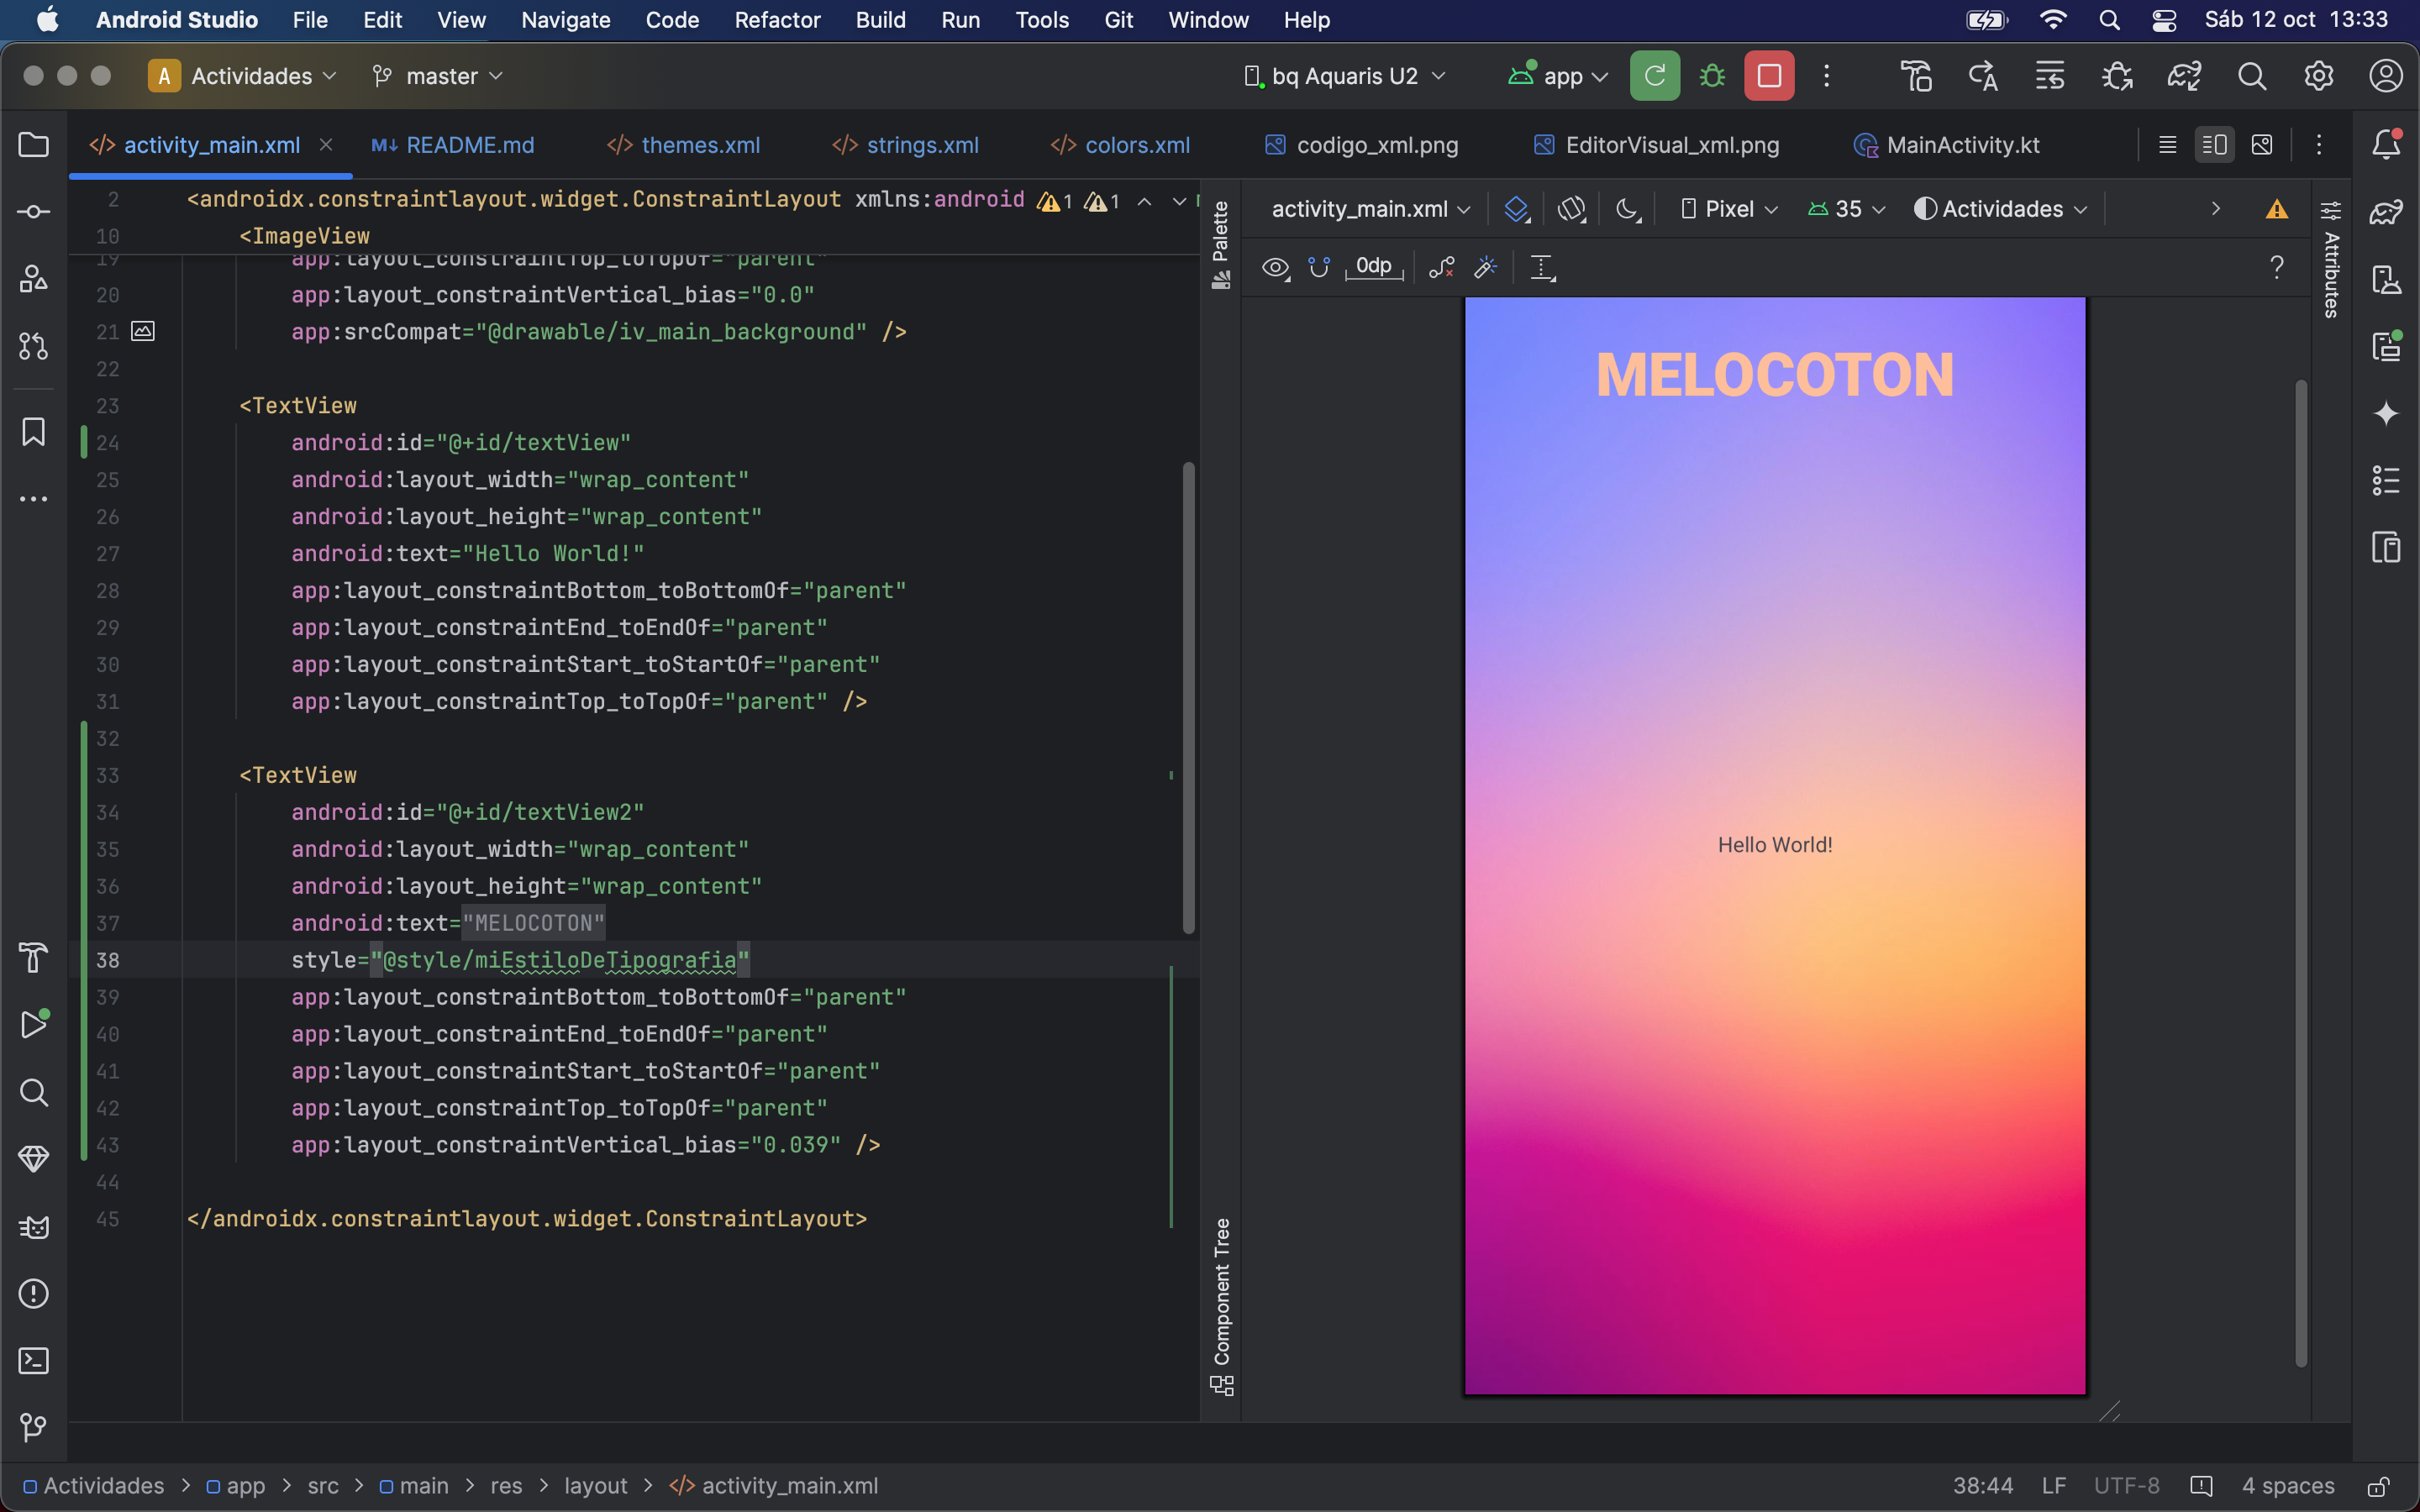 Android Studio File Edit View Navigate Code Refactor Build Run Tools Git Window Help Sáb 12 oct 13:33
A Actividades master bq Aquaris U2 app
activity_main.xml README.md themes.xml strings.xml colors.xml codigo_xml.png EditorVisual_xml.png MainActivity.kt
2 <androidx.constraintlayout.widget.ConstraintLayout xmlns:android 1 1
10 <ImageView
19 app:layout_constraintTop_toTopOf="parent"
20 app:layout_constraintVertical_bias="0.0"
21 app:srcCompat="@drawable/iv_main_background" />
22
23 <TextView
24 android:id="@+id/textView"
25 android:layout_width="wrap_content"
26 android:layout_height="wrap_content"
27 android:text="Hello World!"
28 app:layout_constraintBottom_toBottomOf="parent"
29 app:layout_constraintEnd_toEndOf="parent"
30 app:layout_constraintStart_toStartOf="parent"
31 app:layout_constraintTop_toTopOf="parent" />
32
33 <TextView
34 android:id="@+id/textView2"
35 android:layout_width="wrap_content"
36 android:layout_height="wrap_content"
37 android:text="MELOCOTON"
38 style="@style/miEstiloDeTipografia"
39 app:layout_constraintBottom_toBottomOf="parent"
40 app:layout_constraintEnd_toEndOf="parent"
41 app:layout_constraintStart_toStartOf="parent"
42 app:layout_constraintTop_toTopOf="parent"
43 app:layout_constraintVertical_bias="0.039" />
44
45 </androidx.constraintlayout.widget.ConstraintLayout>
Palette
Component Tree
activity_main.xml Pixel 35 Actividades
0dp ?
MELOCOTON
Hello World!
Attributes
Actividades > app > src > main > res > layout > activity_main.xml 38:44 LF UTF-8 4 spaces